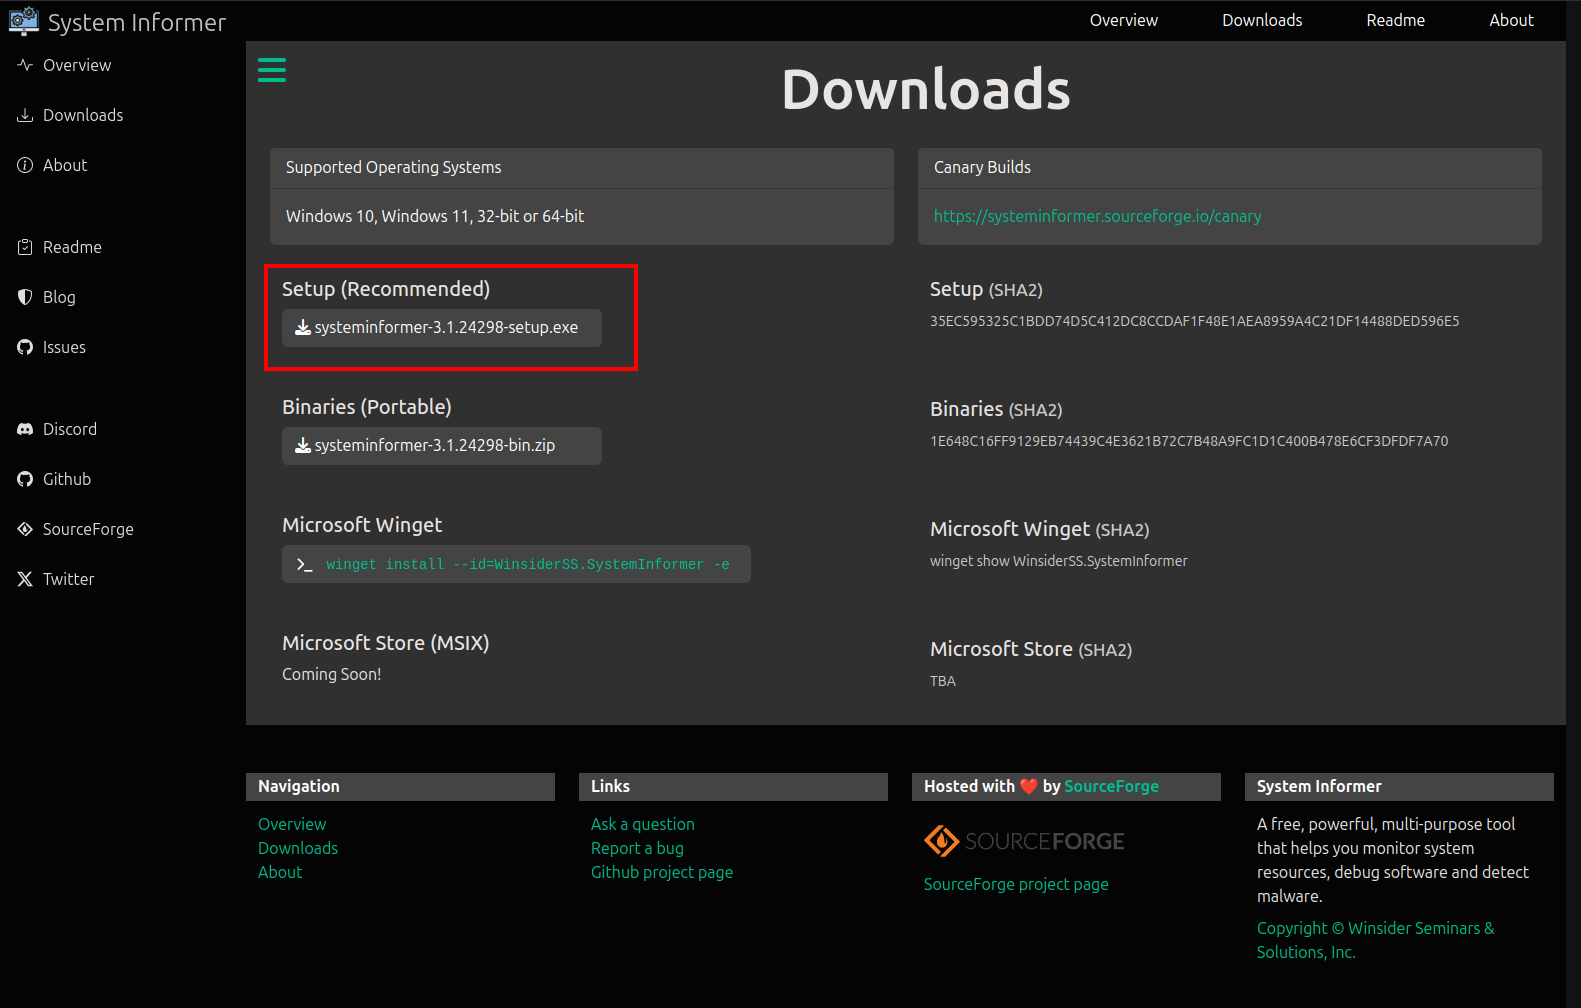 System Informer
Overview
Downloads
Readme
About
Overview
Downloads
About
Readme
Blog
Issues
Discord
Github
SourceForge
Twitter
Downloads
Supported Operating Systems
Windows 10, Windows 11, 32-bit or 64-bit
Canary Builds
https://systeminformer.sourceforge.io/canary
Setup (Recommended)
systeminformer-3.1.24298-setup.exe
Setup (SHA2)
35EC595325C1BDD74D5C412DC8CCDAF1F48E1AEA8959A4C21DF14488DED596E5
Binaries (Portable)
systeminformer-3.1.24298-bin.zip
Binaries (SHA2)
1E648C16FF9129EB74439C4E3621B72C7B48A9FC1D1C400B478E6CF3DFDF7A70
Microsoft Winget
winget install --id=WinsiderSS.SystemInformer -e
Microsoft Winget (SHA2)
winget show WinsiderSS.SystemInformer
Microsoft Store (MSIX)
Coming Soon!
Microsoft Store (SHA2)
TBA
Navigation
Overview
Downloads
About
Links
Ask a question
Report a bug
Github project page
Hosted with ❤️ by SourceForge
SOURCEFORGE
SourceForge project page
System Informer
A free, powerful, multi-purpose tool
that helps you monitor system
resources, debug software and detect
malware.
Copyright © Winsider Seminars &
Solutions, Inc.